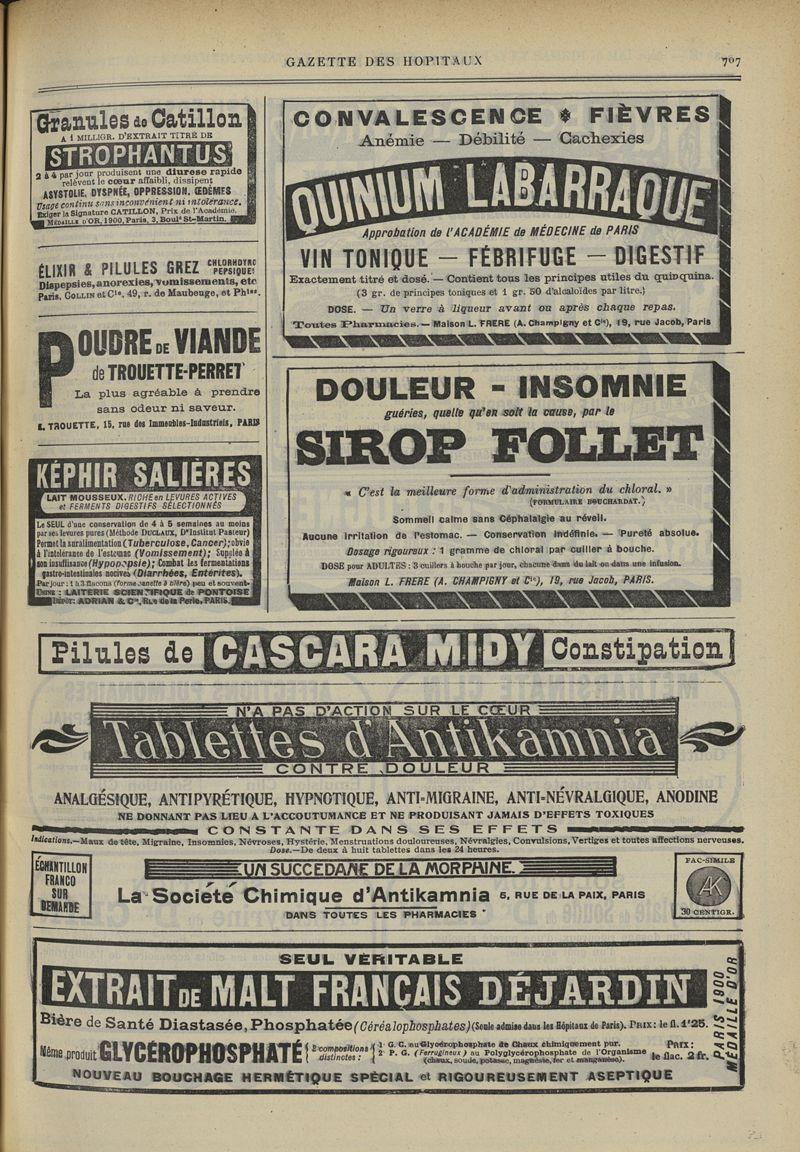 GAZETTE DES HOPITAUX
707
Granules de Catillon
A 1 MILLIGR. D'EXTRAIT TITRÉ DE
STROPHANTUS
2 à 4 par jour produisent une diurese rapide
relèvent le cœur affaibli, dissipent
ASYSTOLIE, DYSPNÉE, OPPRESSION, ŒDÈMES
Usage continu sans inconvénient ni intolérance.
Exiger la Signature CATILLON, Prix de l'Académie.
MÉDAILLE D'OR, 1900, Paris, 3, Boulᵈ St-Martin.
ÉLIXIR & PILULES GREZ CHLORHYDRO PEPSIQUES
Dispepsies, anorexies, vomissements, etc
Paris, COLLIN et Cⁱᵉ, 49, r. de Maubeuge, et Phⁱᵉˢ.
POUDRE DE VIANDE
de TROUETTE-PERRET
La plus agréable à prendre
sans odeur ni saveur.
E. TROUETTE, 15, rue des Immeubles-Industriels, PARIS
KÉPHIR SALIÈRES
LAIT MOUSSEUX. RICHE en LEVURES ACTIVES
et FERMENTS DIGESTIFS SÉLECTIONNÉS
Le SEUL d'une conservation de 4 à 5 semaines au moins
par ses levures pures (Méthode DUCLAUX, Dʳ Institut Pasteur)
Permet la suralimentation (Tuberculose, Cancer); obvie
à l'intolérance de l'estomac (Vomissement); Supplée à
son insuffisance (Hypopepsie); Combat les fermentations
gastro-intestinales nocives (Diarrhées, Entérites).
Par jour: 1 à 3 flacons (forme canette ½ litre) peu et souvent.
USINE : LAITERIE SCIENTIFIQUE de PONTOISE
Dépôt: ADRIAN & Cⁱᵉ, Rue de la Perle, PARIS.
CONVALESCENCE * FIÈVRES
Anémie — Débilité — Cachexies
QUINIUM LABARRAQUE
Approbation de l'ACADÉMIE de MÉDECINE de PARIS
VIN TONIQUE — FÉBRIFUGE — DIGESTIF
Exactement titré et dosé. — Contient tous les principes utiles du quinquina.
(3 gr. de principes toniques et 1 gr. 50 d'alcaloïdes par litre.)
DOSE. — Un verre à liqueur avant ou après chaque repas.
Toutes Pharmacies. — Maison L. FRERE (A. Champigny et Cⁱᵉ), 19, rue Jacob, Paris
DOULEUR - INSOMNIE
guéries, quelle qu'en soit la cause, par le
SIROP FOLLET
« C'est la meilleure forme d'administration du chloral. »
(FORMULAIRE BOUCHARDAT.)
Sommeil calme sans Céphalalgie au réveil.
Aucune irritation de l'estomac. — Conservation indéfinie. — Pureté absolue.
Dosage rigoureux : 1 gramme de chloral par cuiller à bouche.
DOSE pour ADULTES : 3 cuillers à bouche par jour, chacune dans du lait ou dans une infusion.
Maison L. FRERE (A. CHAMPIGNY et Cⁱᵉ), 19, rue Jacob, PARIS.
Pilules de CASCARA MIDY Constipation
N'A PAS D'ACTION SUR LE CŒUR
Tablettes d'Antikamnia
CONTRE DOULEUR
ANALGÉSIQUE, ANTIPYRÉTIQUE, HYPNOTIQUE, ANTI-MIGRAINE, ANTI-NÉVRALGIQUE, ANODINE
NE DONNANT PAS LIEU A L'ACCOUTUMANCE ET NE PRODUISANT JAMAIS D'EFFETS TOXIQUES
CONSTANTE DANS SES EFFETS
Indications.—Maux de tête, Migraine, Insomnies, Névroses, Hystérie, Menstruations douloureuses, Névralgies, Convulsions, Vertiges et toutes affections nerveuses.
Dose.—De deux à huit tablettes dans les 24 heures.
ÉCHANTILLON
FRANCO
SUR
DEMANDE
UN SUCCEDANÉ DE LA MORPHINE.
La Société Chimique d'Antikamnia 5, RUE DE LA PAIX, PARIS
DANS TOUTES LES PHARMACIES
FAC-SIMILE
AK
30 CENTIGR.
SEUL VÉRITABLE
EXTRAIT DE MALT FRANÇAIS DÉJARDIN
Bière de Santé Diastasée, Phosphatée (Céréalophosphates) (Seule admise dans les Hôpitaux de Paris). PRIX: le fl. 1ᶠ25.
Même produit GLYCÉROPHOSPHATÉ { 2 compositions distinctes : {
1° G. C. au Glycérophosphate de Chaux chimiquement pur.
2° P. G. (Ferrugineux) au Polyglycérophosphate de l'Organisme
(chaux, soude, potasse, magnésie, fer et manganèse).
PRIX :
le flac. 2 fr.
NOUVEAU BOUCHAGE HERMÉTIQUE SPÉCIAL et RIGOUREUSEMENT ASEPTIQUE
PARIS 1900
MÉDAILLE D'OR